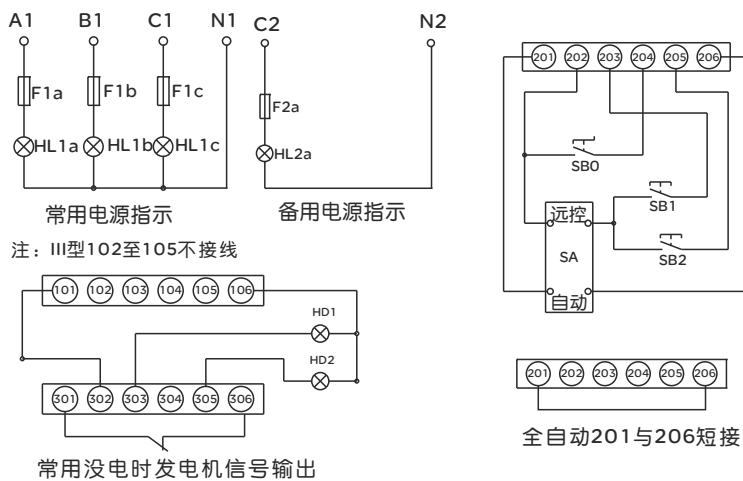 A1 B1 C1 N1
F1a F1b F1c
HL1a HL1b HL1c
常用电源指示
C2 N2
F2a
HL2a
备用电源指示
注：III型102至105不接线
101 102 103 104 105 106
HD1
HD2
301 302 303 304 305 306
常用没电时发电机信号输出
201 202 203 204 205 206
SB0
SB1
SB2
远控
SA
自动
201 202 203 204 205 206
全自动201与206短接